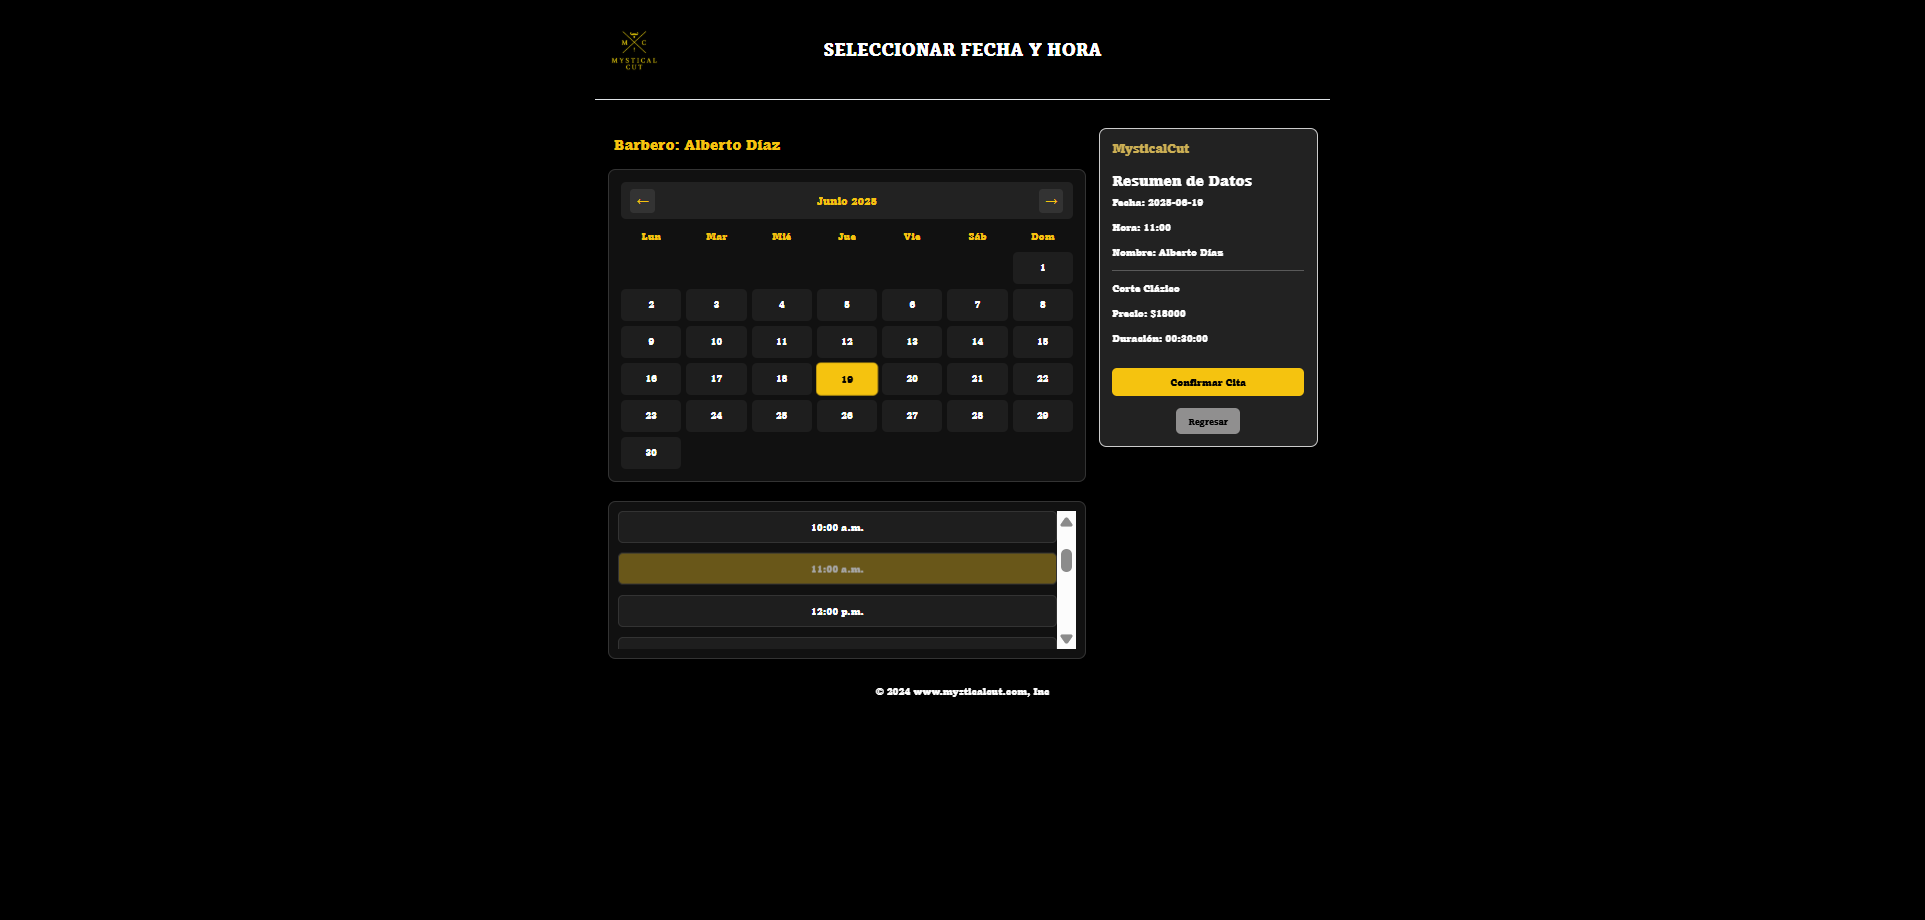 M C
MYSTICAL
CUT
SELECCIONAR FECHA Y HORA
Barbero: Alberto Díaz
← Junio 2025 →
Lun Mar Mié Jue Vie Sáb Dom
1
2 3 4 5 6 7 8
9 10 11 12 13 14 15
16 17 18 19 20 21 22
23 24 25 26 27 28 29
30
10:00 a.m.
11:00 a.m.
12:00 p.m.
MysticalCut
Resumen de Datos
Fecha: 2025-06-19
Hora: 11:00
Nombre: Alberto Díaz
Corte Clázico
Precio: $18000
Duración: 00:30:00
Confirmar Cita
Regresar
© 2024 www.myzticalcut.com, Inc